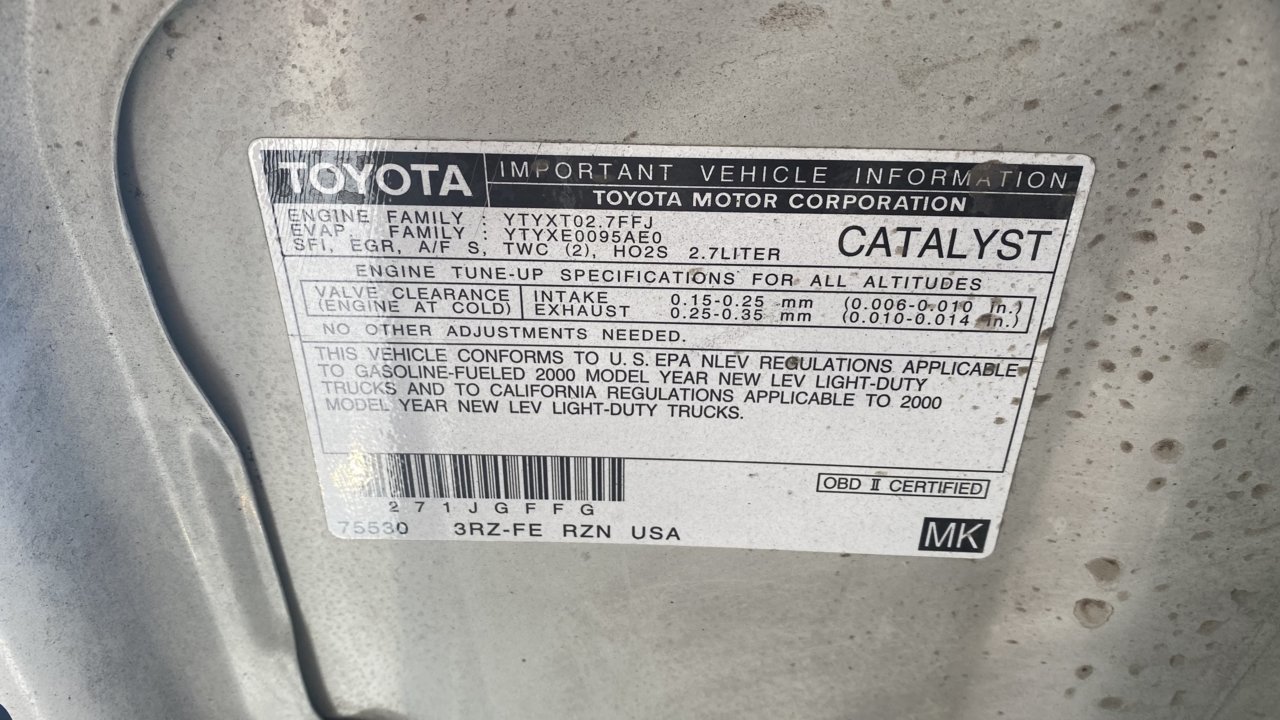 TOYOTA IMPORTANT VEHICLE INFORMATION
TOYOTA MOTOR CORPORATION
ENGINE FAMILY : YTYXT02.7FFJ
EVAP. FAMILY : YTYXE0095AE0
SFI, EGR, A/F S, TWC (2), HO2S 2.7LITER
CATALYST
ENGINE TUNE-UP SPECIFICATIONS FOR ALL ALTITUDES
VALVE CLEARANCE INTAKE 0.15-0.25 mm (0.006-0.010 in.)
(ENGINE AT COLD) EXHAUST 0.25-0.35 mm (0.010-0.014 in.)
NO OTHER ADJUSTMENTS NEEDED.
THIS VEHICLE CONFORMS TO U.S.EPA NLEV REGULATIONS APPLICABLE
TO GASOLINE-FUELED 2000 MODEL YEAR NEW LEV LIGHT-DUTY
TRUCKS AND TO CALIFORNIA REGULATIONS APPLICABLE TO 2000
MODEL YEAR NEW LEV LIGHT-DUTY TRUCKS.
OBD II CERTIFIED
271JGFFG
75530 3RZ-FE RZN USA
MK